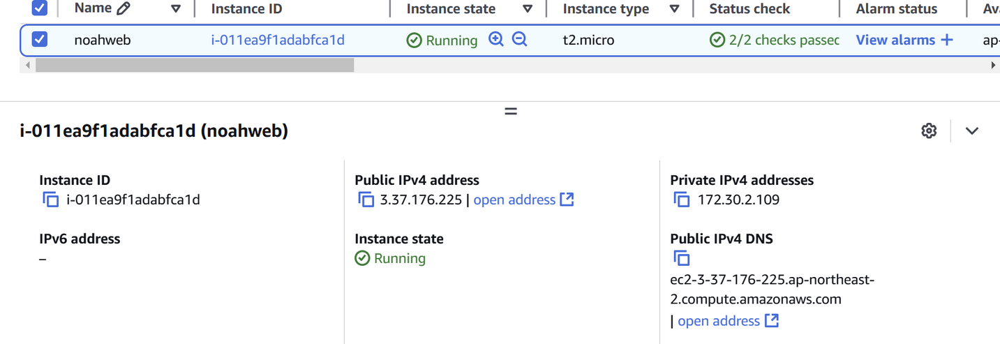 Name Instance ID Instance state Instance type Status check Alarm status Av
noahweb i-011ea9f1adabfca1d Running t2.micro 2/2 checks passec View alarms + ap-
=
i-011ea9f1adabfca1d (noahweb)
Instance ID
i-011ea9f1adabfca1d
IPv6 address
–
Public IPv4 address
3.37.176.225 | open address
Instance state
Running
Private IPv4 addresses
172.30.2.109
Public IPv4 DNS
ec2-3-37-176-225.ap-northeast-
2.compute.amazonaws.com
| open address